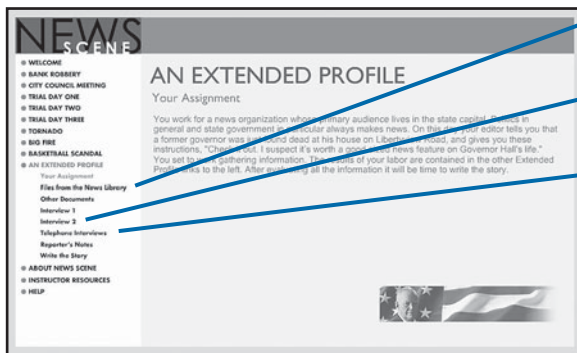 NEWS
SCENE
WELCOME
BANK ROBBERY
CITY COUNCIL MEETING
TRIAL DAY ONE
TRIAL DAY TWO
TRIAL DAY THREE
TORNADO
BIG FIRE
BASKETBALL SCANDAL
AN EXTENDED PROFILE
Your Assignment
Files from the News Library
Other Documents
Interview 1
Interview 2
Telephone Interviews
Reporter's Notes
Write the Story
ABOUT NEWS SCENE
INSTRUCTOR RESOURCES
HELP
AN EXTENDED PROFILE
Your Assignment
You work for a news organization whose primary audience lives in the state capital. Politics in
general and state government in particular always makes news. On this day your editor tells you that
a former governor was found dead at his house on Liberty Road, and gives you these
instructions, "Check it out. I suspect it's worth a good news feature on Governor Hall's life."
You set to work gathering information. The results of your labor are contained in the other Extended
Profile links to the left. After evaluating all the information it will be time to write the story.